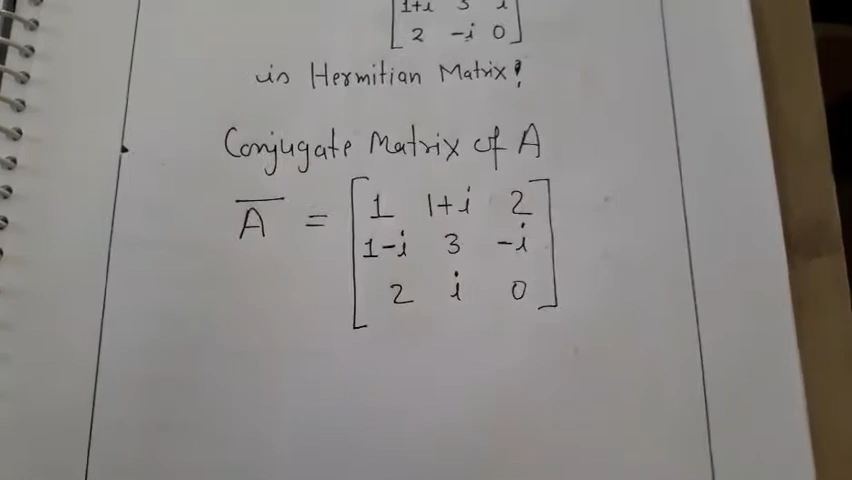 1+i 3 i
2 -i 0
is Hermitian Matrix?
Conjugate Matrix of A
A̅ = [1 1+i 2
1-i 3 -i
2 i 0]